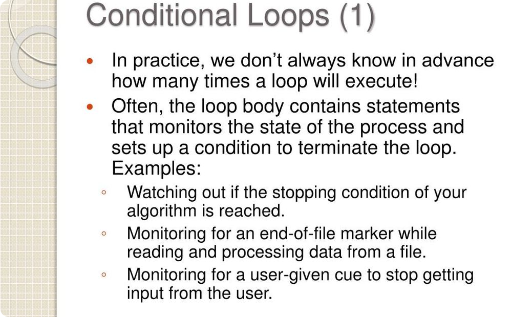 Conditional Loops (1)
• In practice, we don't always know in advance
how many times a loop will execute!
• Often, the loop body contains statements
that monitors the state of the process and
sets up a condition to terminate the loop.
Examples:
◦ Watching out if the stopping condition of your
algorithm is reached.
◦ Monitoring for an end-of-file marker while
reading and processing data from a file.
◦ Monitoring for a user-given cue to stop getting
input from the user.